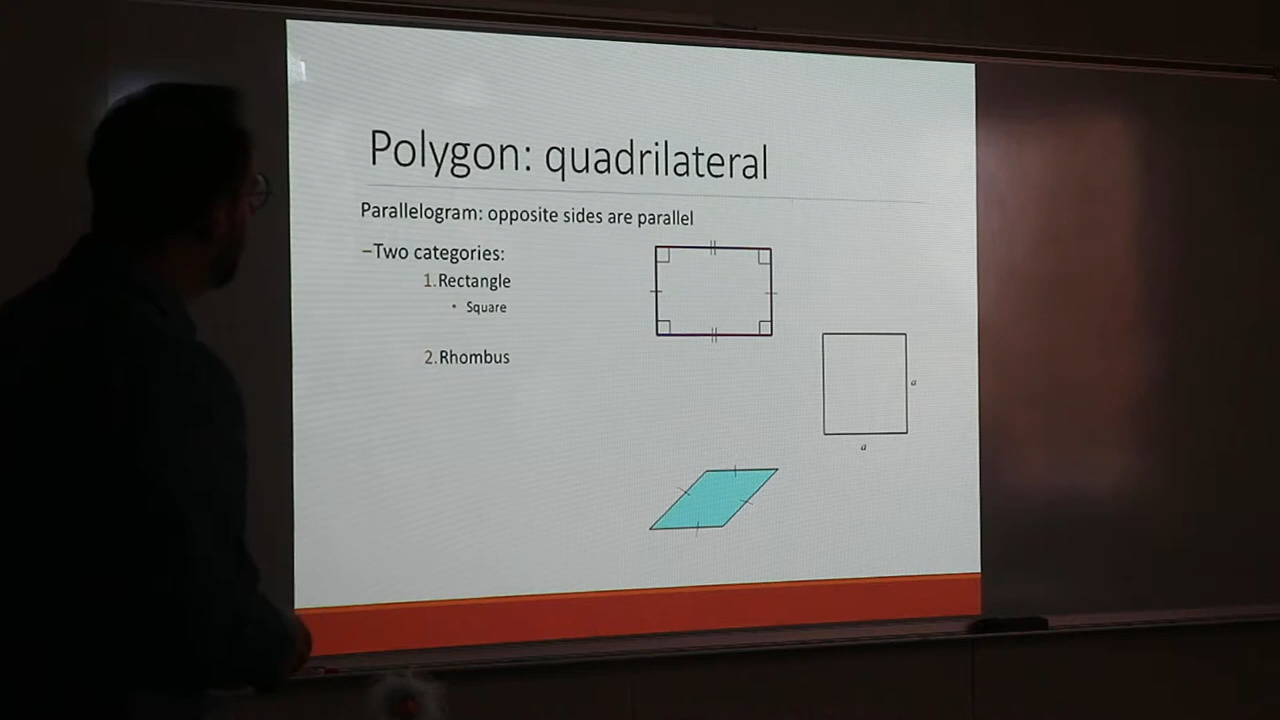 Polygon: quadrilateral
Parallelogram: opposite sides are parallel
–Two categories:
1.Rectangle
• Square
2.Rhombus
a
a